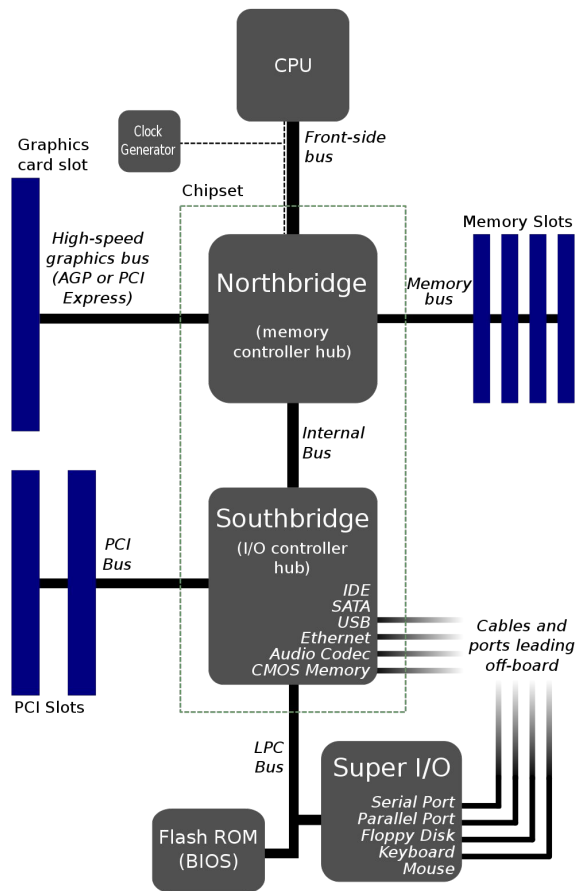 CPU
Clock
Generator
Front-side
bus
Graphics
card slot
Chipset
High-speed
graphics bus
(AGP or PCI
Express)
Northbridge
(memory
controller hub)
Memory Slots
Memory
bus
Internal
Bus
Southbridge
(I/O controller
hub)
PCI
Bus
IDE
SATA
USB
Ethernet
Audio Codec
CMOS Memory
Cables and
ports leading
off-board
PCI Slots
LPC
Bus
Super I/O
Serial Port
Parallel Port
Floppy Disk
Keyboard
Mouse
Flash ROM
(BIOS)